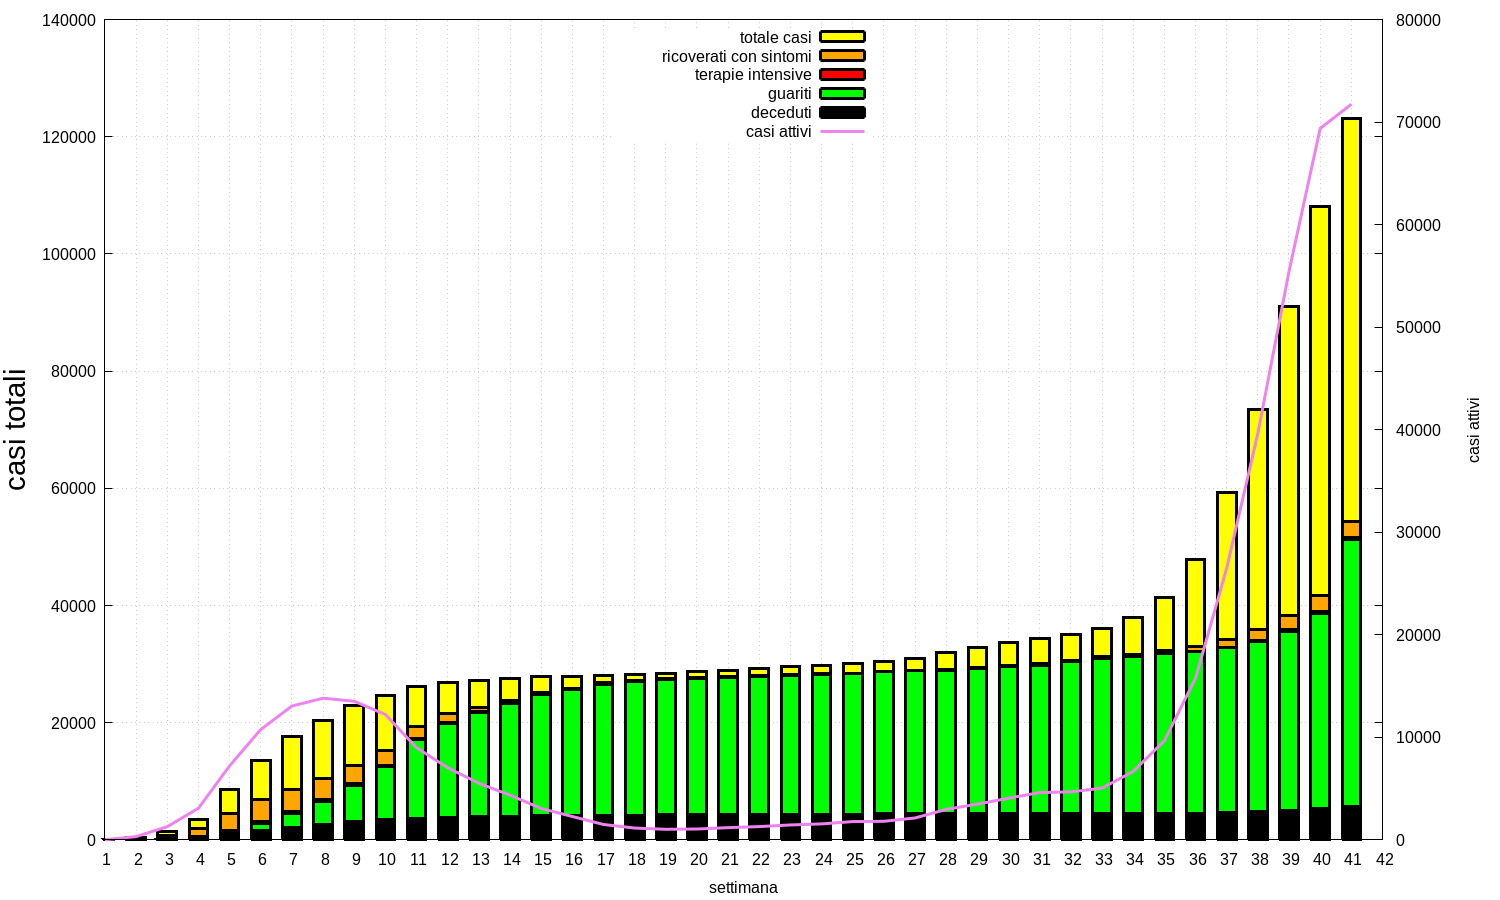 totale casi
ricoverati con sintomi
terapie intensive
guariti
deceduti
casi attivi
casi totali
140000
120000
100000
80000
60000
40000
20000
0
80000
70000
60000
50000
40000
30000
20000
10000
0
casi attivi
1 2 3 4 5 6 7 8 9 10 11 12 13 14 15 16 17 18 19 20 21 22 23 24 25 26 27 28 29 30 31 32 33 34 35 36 37 38 39 40 41 42
settimana